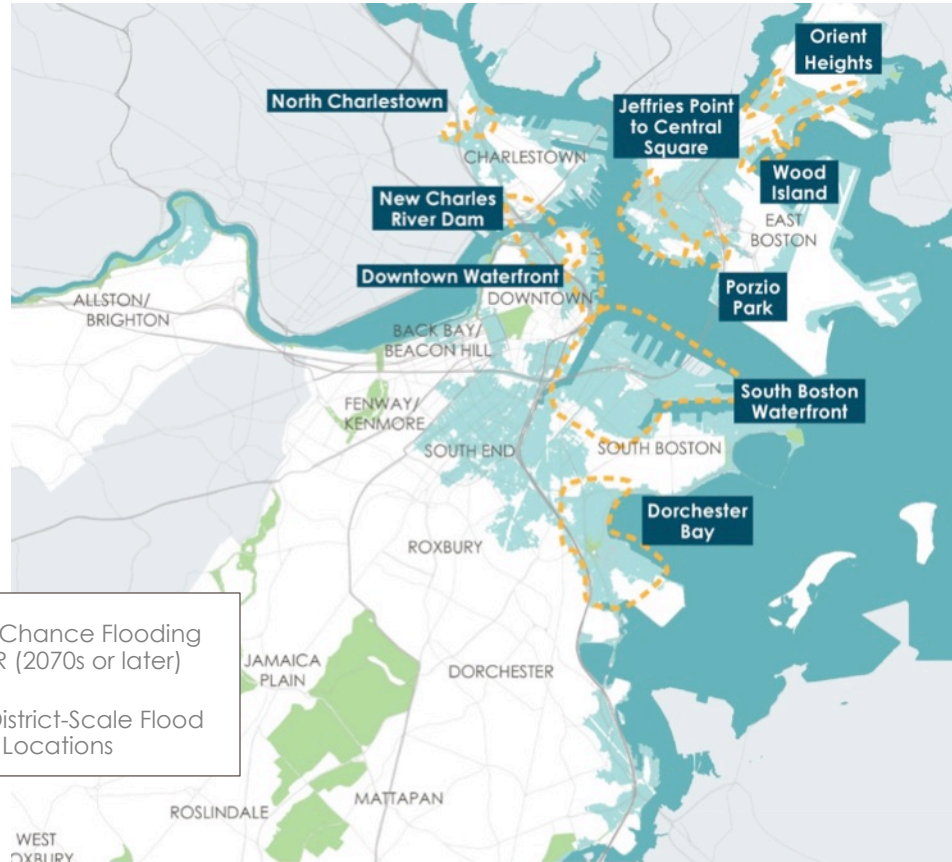 Orient
Heights
North Charlestown
Jeffries Point
to Central
Square
CHARLESTOWN
Wood
Island
New Charles
River Dam
EAST
BOSTON
Downtown Waterfront
Porzio
Park
ALLSTON/
BRIGHTON
DOWNTOWN
BACK BAY/
BEACON HILL
South Boston
Waterfront
FENWAY/
KENMORE
SOUTH END
SOUTH BOSTON
Dorchester
Bay
ROXBURY
Chance Flooding
R (2070s or later)
District-Scale Flood
Locations
JAMAICA
PLAIN
DORCHESTER
MATTAPAN
ROSLINDALE
WEST
OXBURY